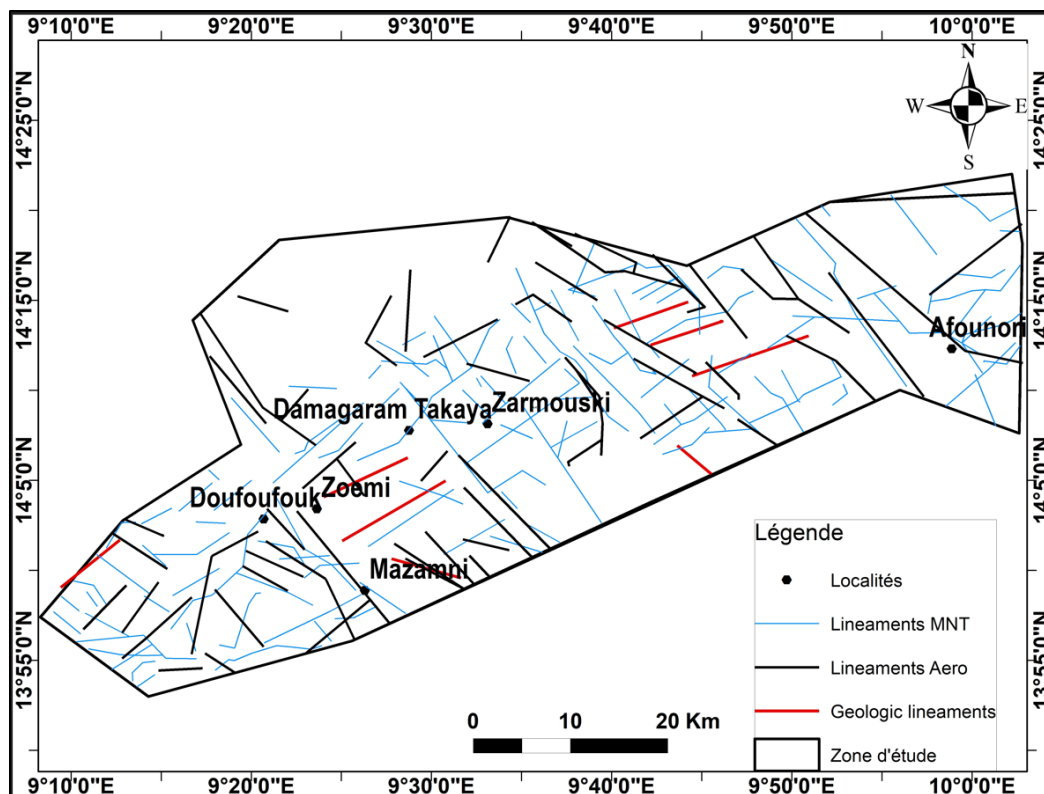 9°10'0"E 9°20'0"E 9°30'0"E 9°40'0"E 9°50'0"E 10°0'0"E
N
W E
S
14°25'0"N 14°25'0"N
14°15'0"N 14°15'0"N
Afounori
Damagaram Takaya Zarmouski
14°5'0"N 14°5'0"N
Doufoufouk Zoemi
Mazamni
13°55'0"N 13°55'0"N
Légende
Localités
Lineaments MNT
Lineaments Aero
Geologic lineaments
Zone d'étude
0 10 20 Km
9°10'0"E 9°20'0"E 9°30'0"E 9°40'0"E 9°50'0"E 10°0'0"E